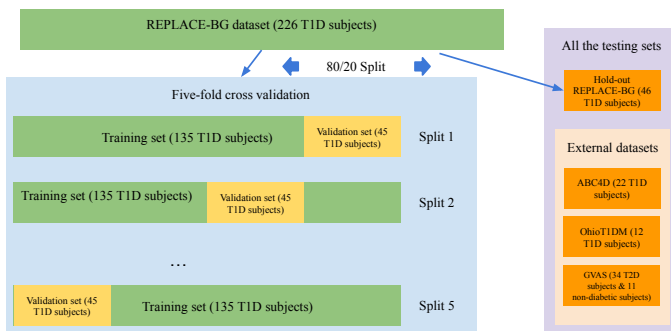 REPLACE-BG dataset (226 T1D subjects)
80/20 Split
Five-fold cross validation
Training set (135 T1D subjects)
Validation set (45
T1D subjects)
Split 1
Training set (135 T1D subjects)
Validation set (45
T1D subjects)
Split 2
...
Validation set (45
T1D subjects)
Training set (135 T1D subjects)
Split 5
All the testing sets
Hold-out
REPLACE-BG (46
T1D subjects)
External datasets
ABC4D (22 T1D
subjects)
OhioT1DM (12
T1D subjects)
GVAS (34 T2D
subjects & 11
non-diabetic subjects)